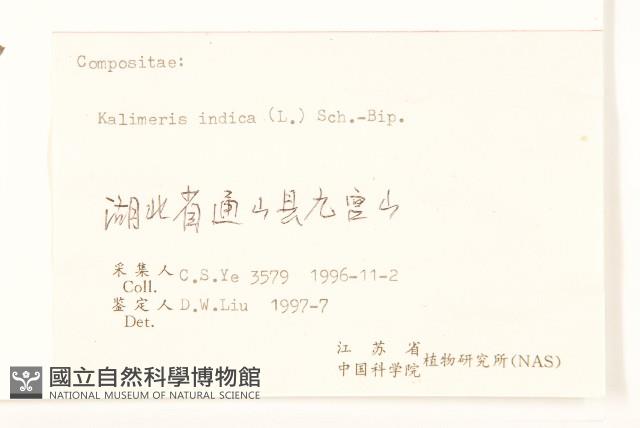 Compositae:
Kalimeris indica (L.) Sch.-Bip.
湖北省通山县九宫山
采集人 C.S.Ye 3579 1996-11-2
Coll.
鉴定人 D.W.Liu 1997-7
Det.
江苏省
中国科学院 植物研究所(NAS)
國立自然科學博物館
NATIONAL MUSEUM OF NATURAL SCIENCE